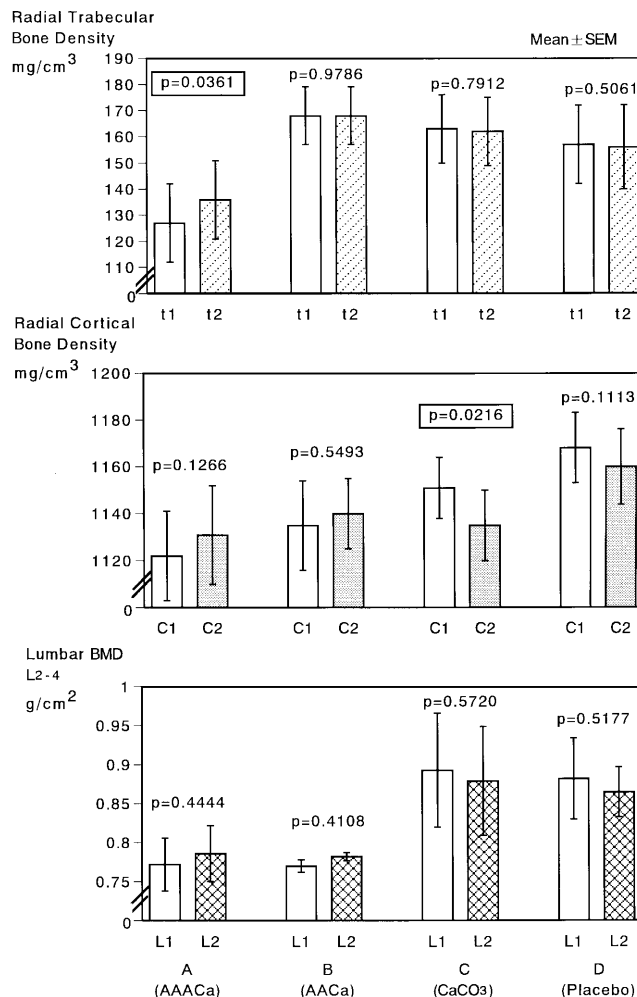 Radial Trabecular
Bone Density
mg/cm³
Mean±SEM
190
180
170
160
150
140
130
120
110
0
p=0.0361
p=0.9786
p=0.7912
p=0.5061
t1 t2 t1 t2 t1 t2 t1 t2
Radial Cortical
Bone Density
mg/cm³
1200
1160
1140
1120
0
p=0.1266
p=0.5493
p=0.0216
p=0.1113
C1 C2 C1 C2 C1 C2 C1 C2
Lumbar BMD
L2-4
g/cm²
1
0.95
0.9
0.85
0.8
0.75
0
p=0.4444
p=0.4108
p=0.5720
p=0.5177
L1 L2 L1 L2 L1 L2 L1 L2
A B C D
(AAACa) (AACa) (CaCO3) (Placebo)